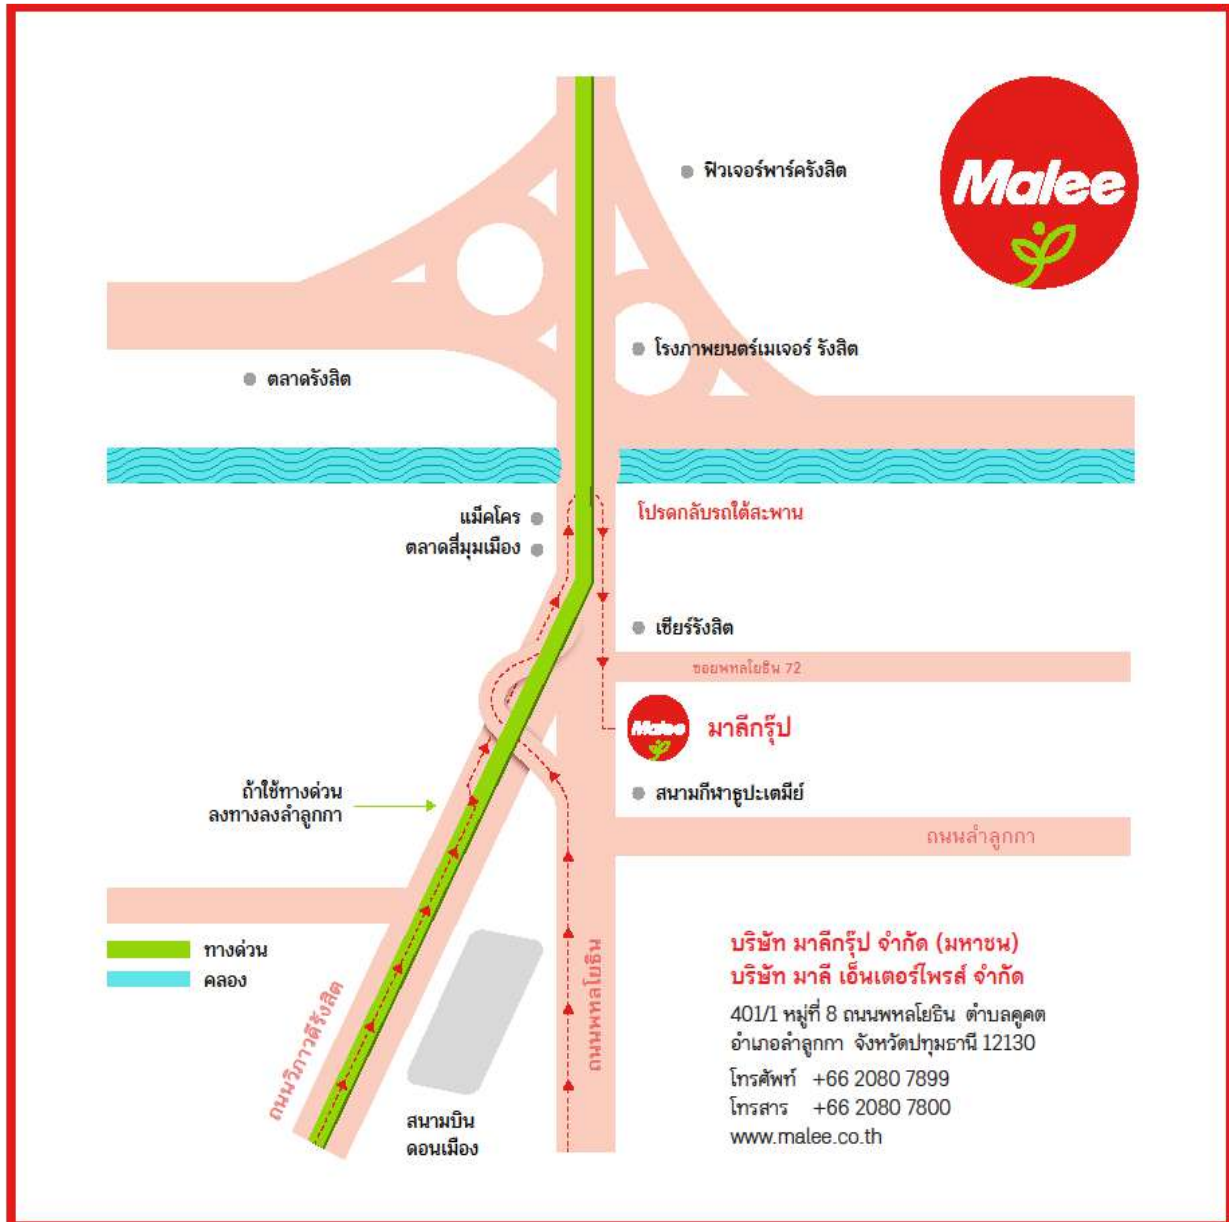 ฟิวเจอร์พาร์ครังสิต
Malee
โรงภาพยนตร์เมเจอร์ รังสิต
ตลาดรังสิต
แม็คโคร
ตลาดสี่มุมเมือง
โปรดกลับรถใต้สะพาน
เซียร์รังสิต
ซอยพหลโยธิน 72
Malee
มาลีกรุ๊ป
ถ้าใช้ทางด่วน
ลงทางลงลำลูกกา
สนามกีฬาธูปะเตมีย์
ถนนลำลูกกา
ทางด่วน
คลอง
ถนนวิภาวดีรังสิต
ถนนพหลโยธิน
สนามบิน
ดอนเมือง
บริษัท มาลีกรุ๊ป จำกัด (มหาชน)
บริษัท มาลี เอ็นเตอร์ไพรส์ จำกัด
401/1 หมู่ที่ 8 ถนนพหลโยธิน ตำบลคูคต
อำเภอลำลูกกา จังหวัดปทุมธานี 12130
โทรศัพท์ +66 2080 7899
โทรสาร +66 2080 7800
www.malee.co.th